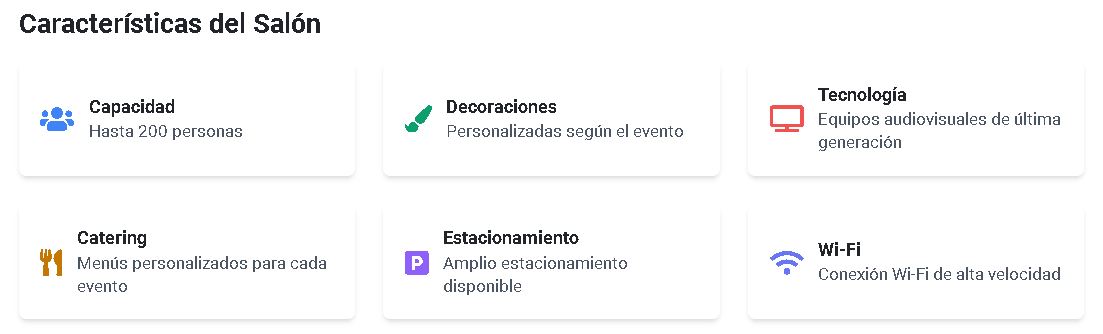 Características del Salón
Capacidad
Hasta 200 personas
Decoraciones
Personalizadas según el evento
Tecnología
Equipos audiovisuales de última
generación
Catering
Menús personalizados para cada
evento
Estacionamiento
P
Amplio estacionamiento
disponible
Wi-Fi
Conexión Wi-Fi de alta velocidad